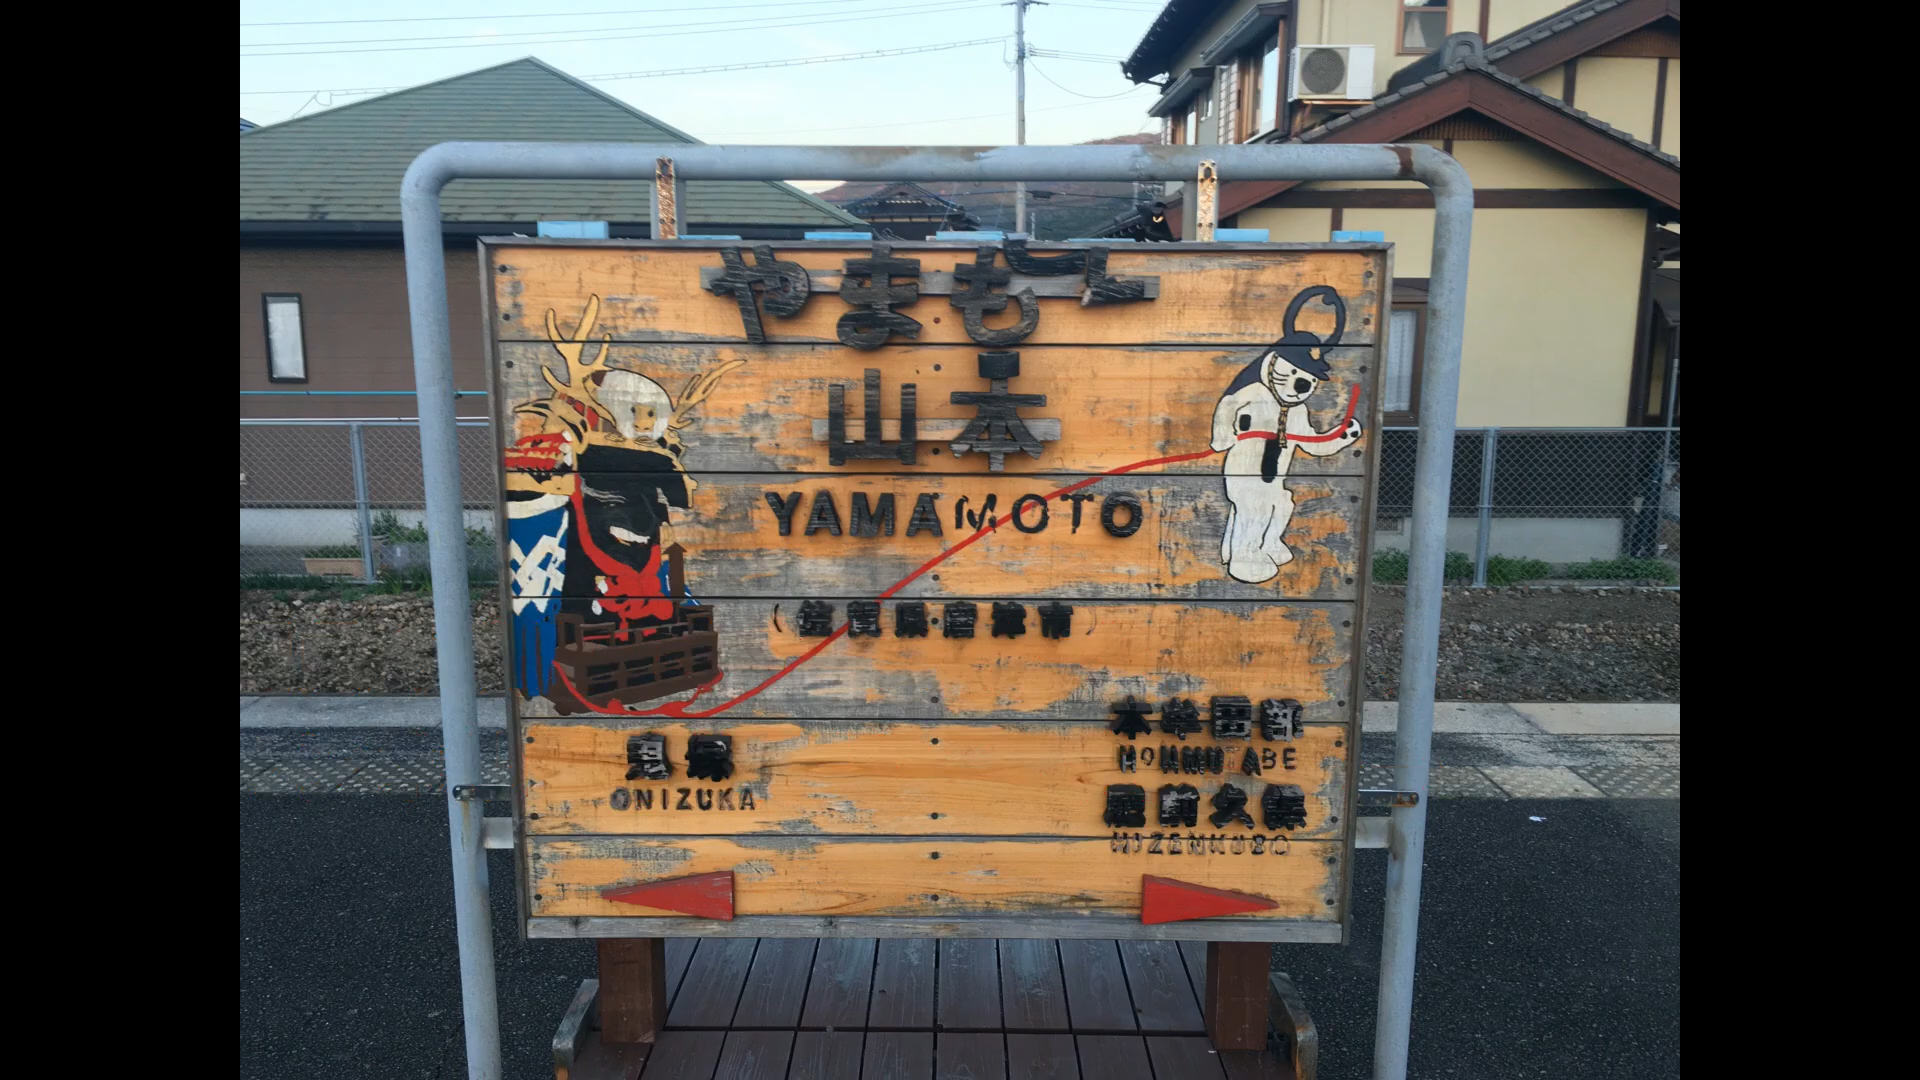 やまもと
山本
YAMAMOTO
(佐賀県唐津市)
鬼塚
ONIZUKA
本牟田部
HONMUTABE
肥前久保
HIZENKUBO